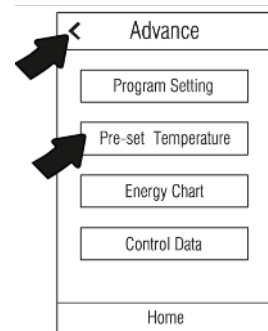 Advance
Program Setting
Pre-set Temperature
Energy Chart
Control Data
Home